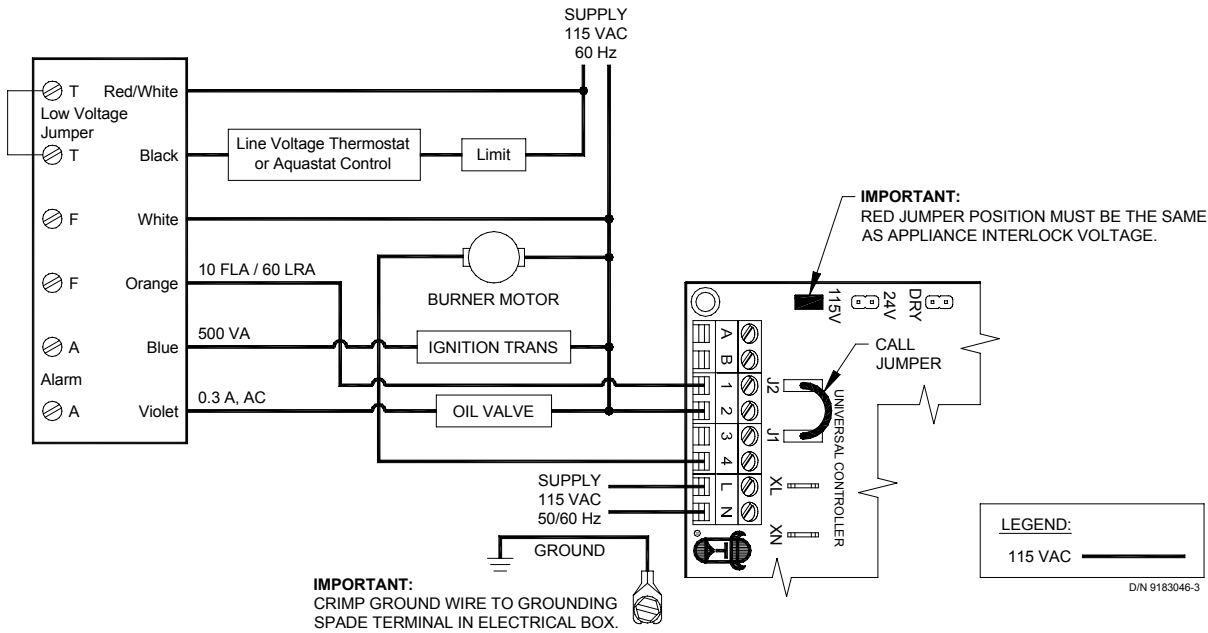 SUPPLY
115 VAC
60 Hz
T Red/White
Low Voltage
Jumper
T Black
Line Voltage Thermostat
or Aquastat Control
Limit
F White
F Orange
10 FLA / 60 LRA
BURNER MOTOR
A Blue
500 VA
IGNITION TRANS
Alarm
A Violet
0.3 A, AC
OIL VALVE
IMPORTANT:
RED JUMPER POSITION MUST BE THE SAME
AS APPLIANCE INTERLOCK VOLTAGE.
115V
24V
DRY
CALL
JUMPER
A
B
1
2
3
4
L
N
J2
J1
XL
XN
UNIVERSAL CONTROLLER
T
SUPPLY
115 VAC
50/60 Hz
GROUND
IMPORTANT:
CRIMP GROUND WIRE TO GROUNDING
SPADE TERMINAL IN ELECTRICAL BOX.
LEGEND:
115 VAC
D/N 9183046-3